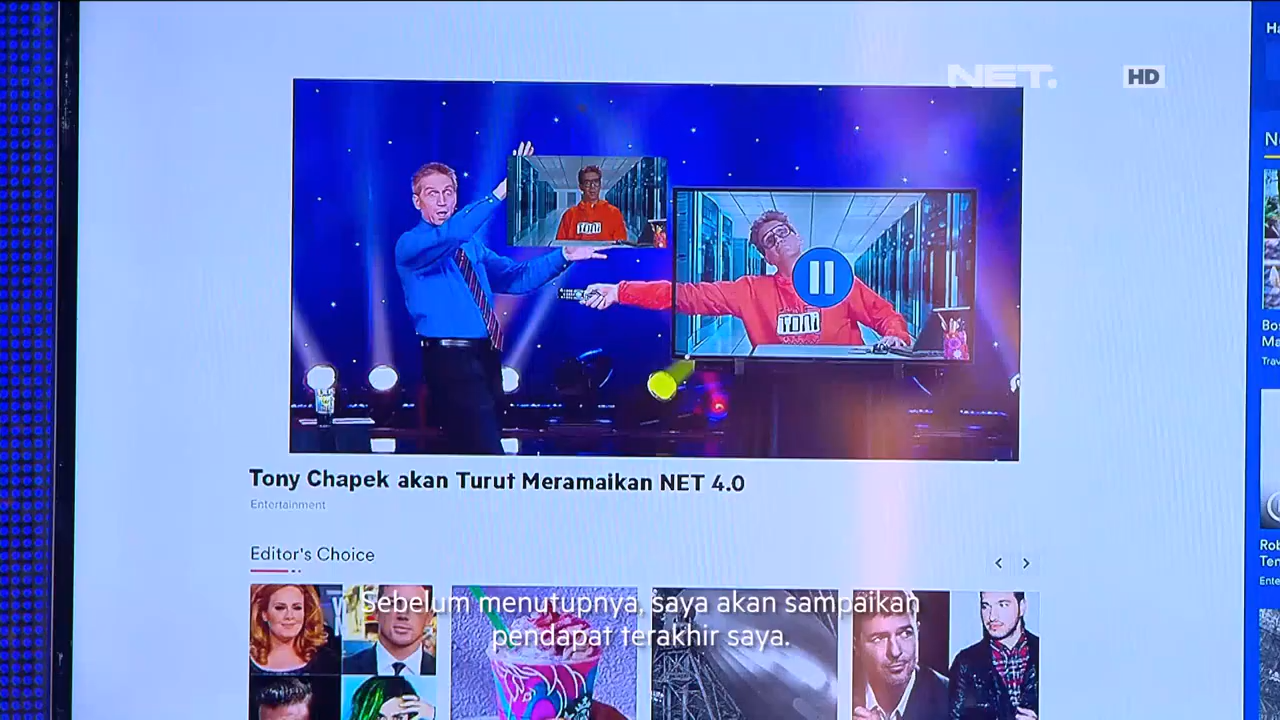 NET.
HD
TONI
TONI
Tony Chapek akan Turut Meramaikan NET 4.0
Entertainment
Editor's Choice
Sebelum menutupnya, saya akan sampaikan
pendapat terakhir saya.